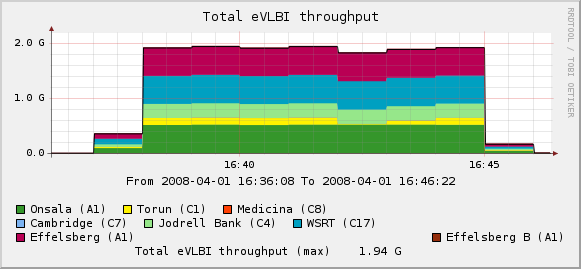 Total eVLBI throughput
RRDTOOL / TOBI OETIKER
2.0 G
1.0 G
0.0
16:40 16:45
From 2008-04-01 16:36:08 To 2008-04-01 16:46:22
Onsala (A1) Torun (C1) Medicina (C8)
Cambridge (C7) Jodrell Bank (C4) WSRT (C17)
Effelsberg (A1) Effelsberg B (A1)
Total eVLBI throughput (max) 1.94 G